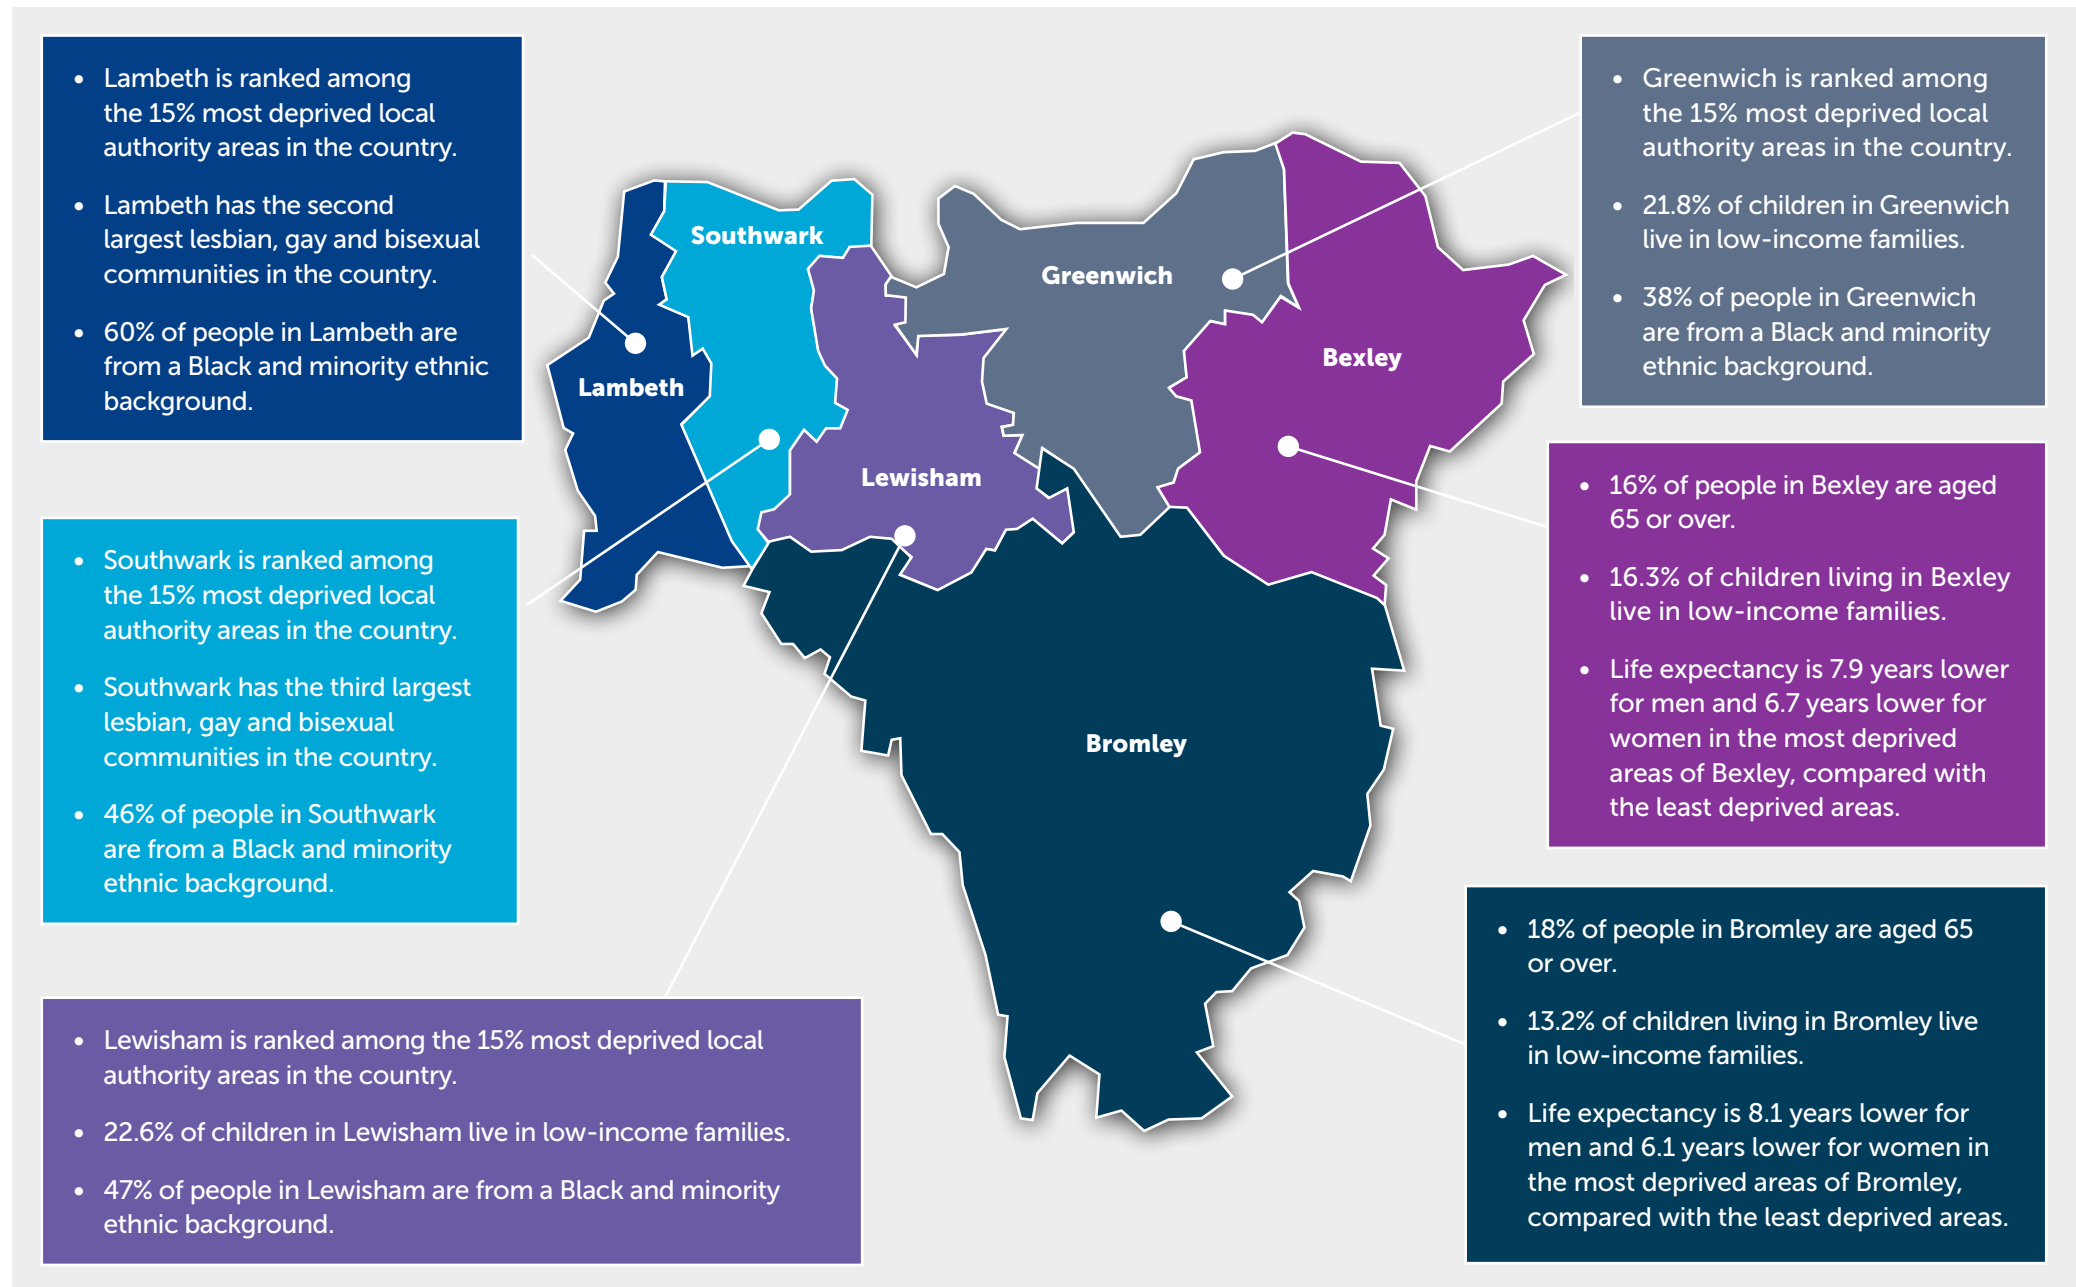 • Lambeth is ranked among
the 15% most deprived local
authority areas in the country.
• Lambeth has the second
largest lesbian, gay and bisexual
communities in the country.
• 60% of people in Lambeth are
from a Black and minority ethnic
background.
• Southwark is ranked among
the 15% most deprived local
authority areas in the country.
• Southwark has the third largest
lesbian, gay and bisexual
communities in the country.
• 46% of people in Southwark
are from a Black and minority
ethnic background.
• Lewisham is ranked among the 15% most deprived local
authority areas in the country.
• 22.6% of children in Lewisham live in low-income families.
• 47% of people in Lewisham are from a Black and minority
ethnic background.
Southwark
Greenwich
Bexley
Lambeth
Lewisham
Bromley
• Greenwich is ranked among
the 15% most deprived local
authority areas in the country.
• 21.8% of children in Greenwich
live in low-income families.
• 38% of people in Greenwich
are from a Black and minority
ethnic background.
• 16% of people in Bexley are aged
65 or over.
• 16.3% of children living in Bexley
live in low-income families.
• Life expectancy is 7.9 years lower
for men and 6.7 years lower for
women in the most deprived
areas of Bexley, compared with
the least deprived areas.
• 18% of people in Bromley are aged 65
or over.
• 13.2% of children living in Bromley live
in low-income families.
• Life expectancy is 8.1 years lower for
men and 6.1 years lower for women in
the most deprived areas of Bromley,
compared with the least deprived areas.